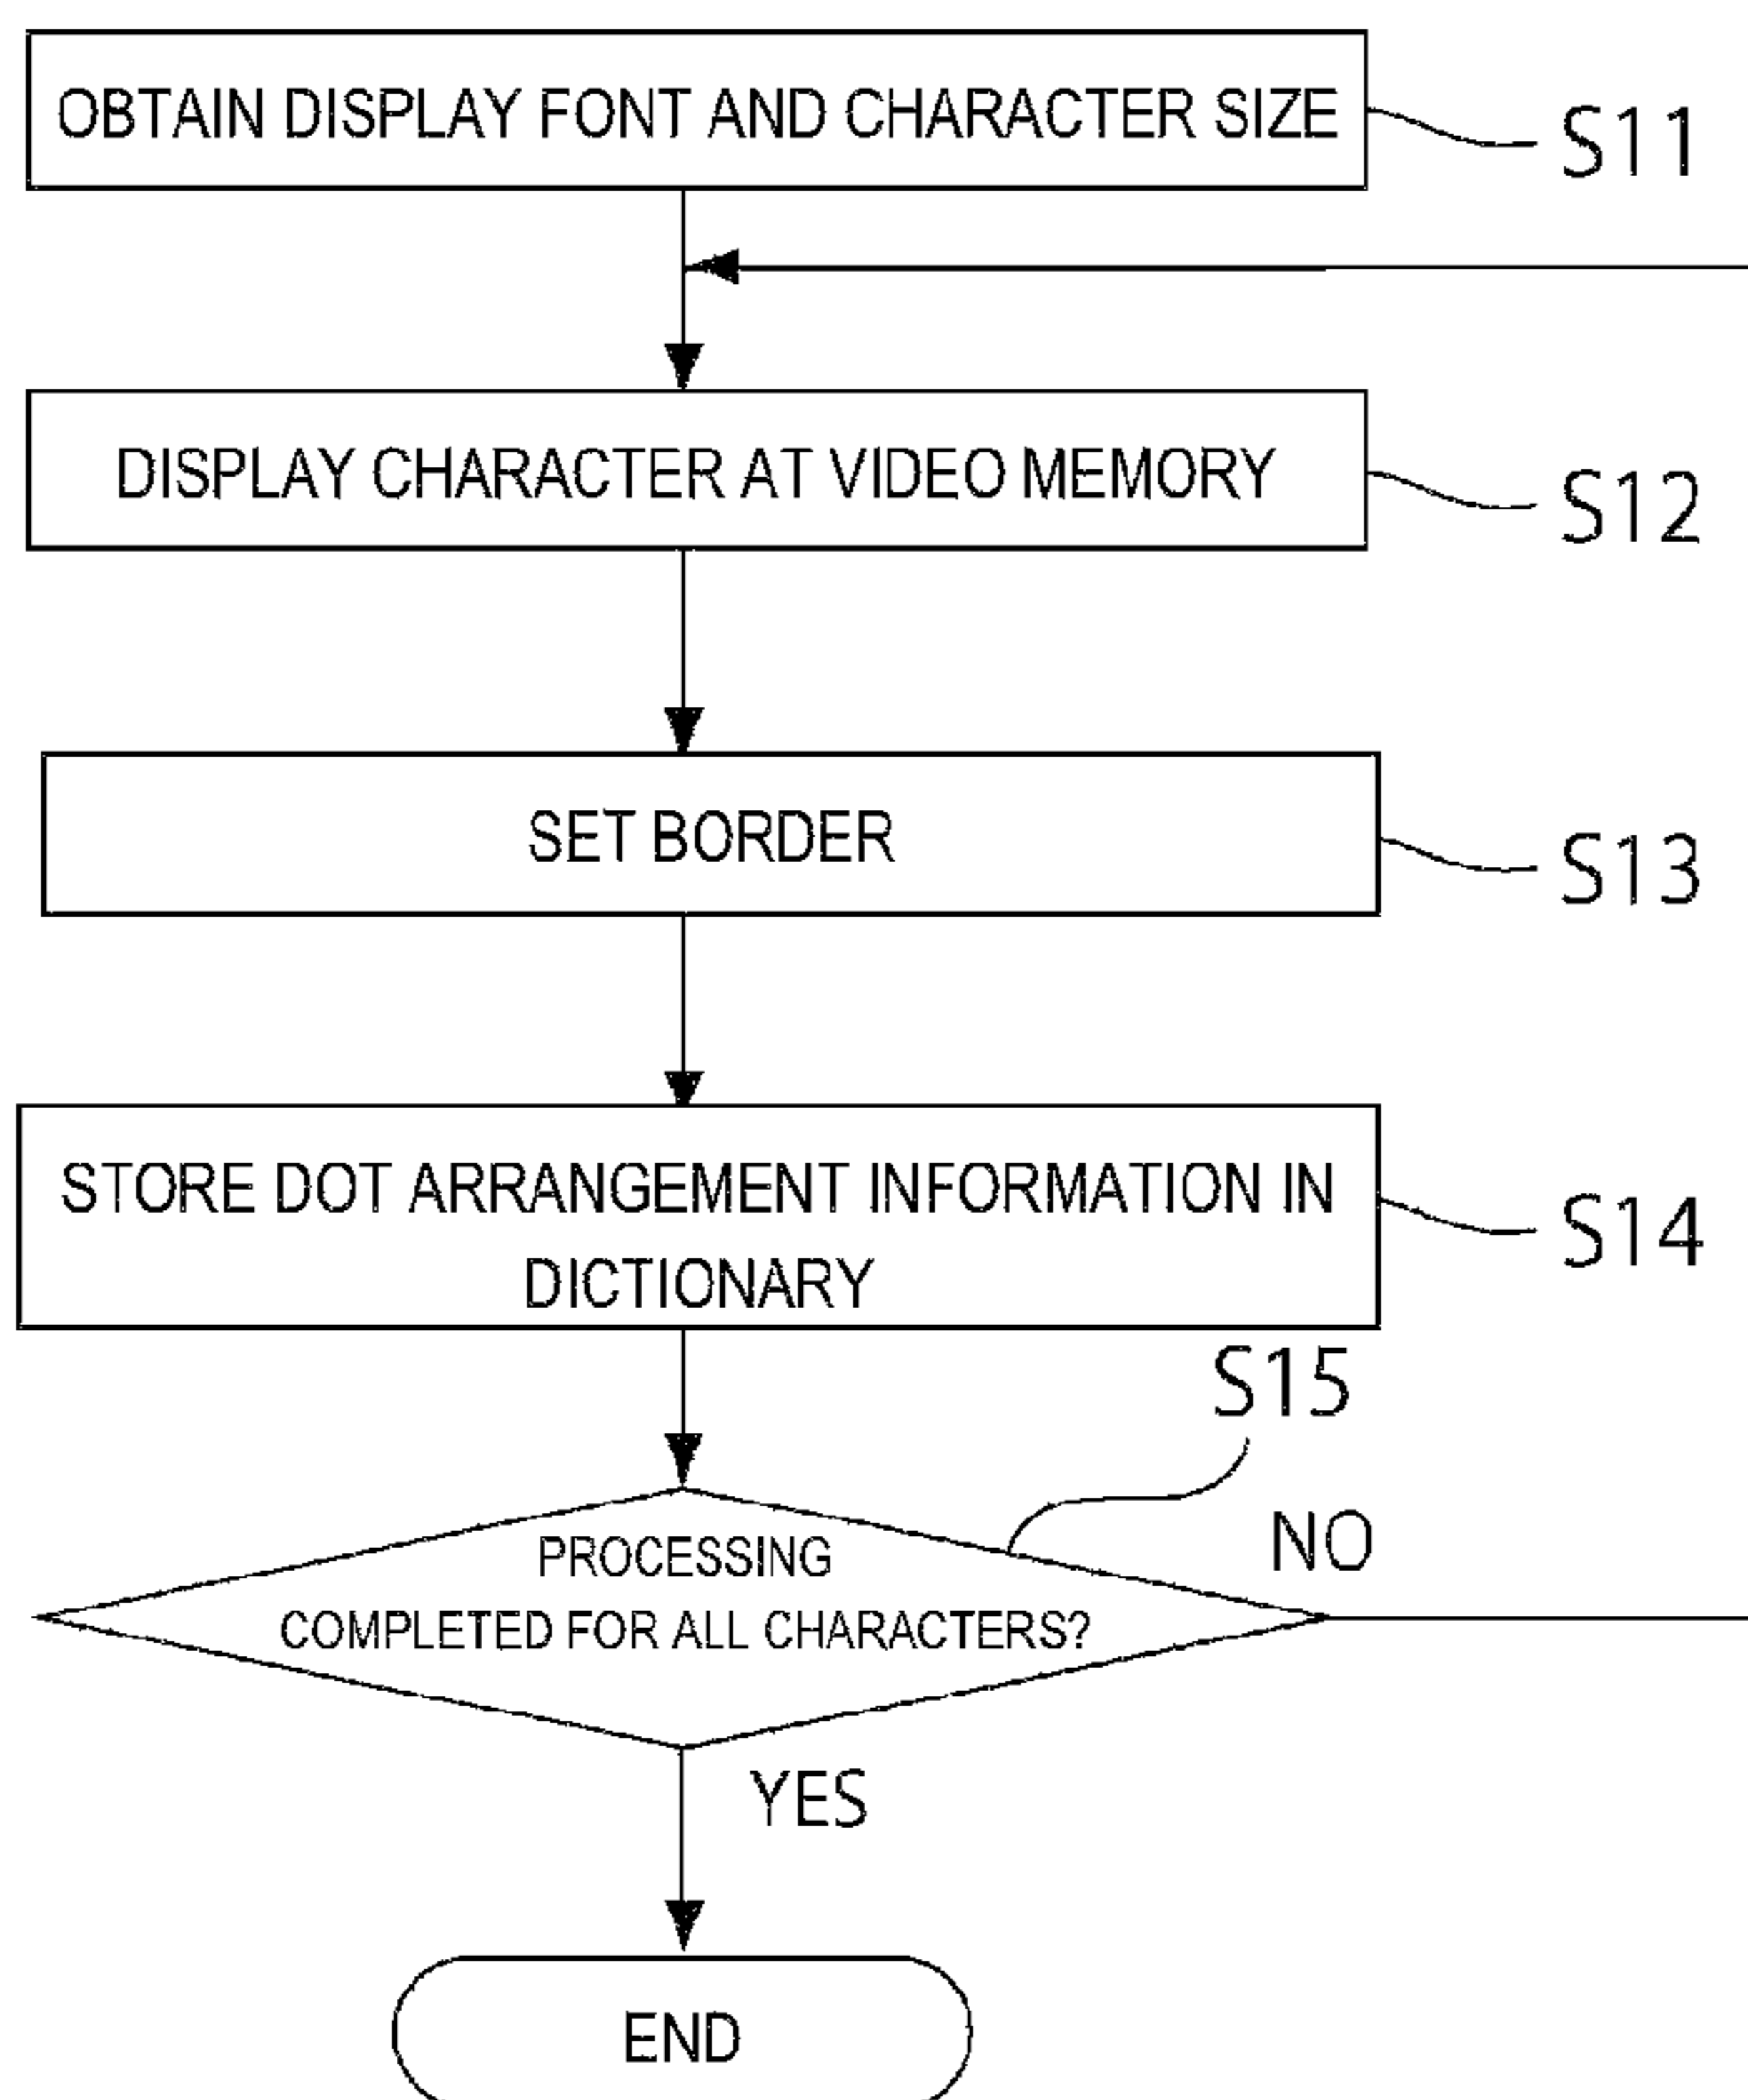 OBTAIN DISPLAY FONT AND CHARACTER SIZE
S11
DISPLAY CHARACTER AT VIDEO MEMORY
S12
SET BORDER
S13
STORE DOT ARRANGEMENT INFORMATION IN
DICTIONARY
S14
S15
PROCESSING
COMPLETED FOR ALL CHARACTERS?
NO
YES
END